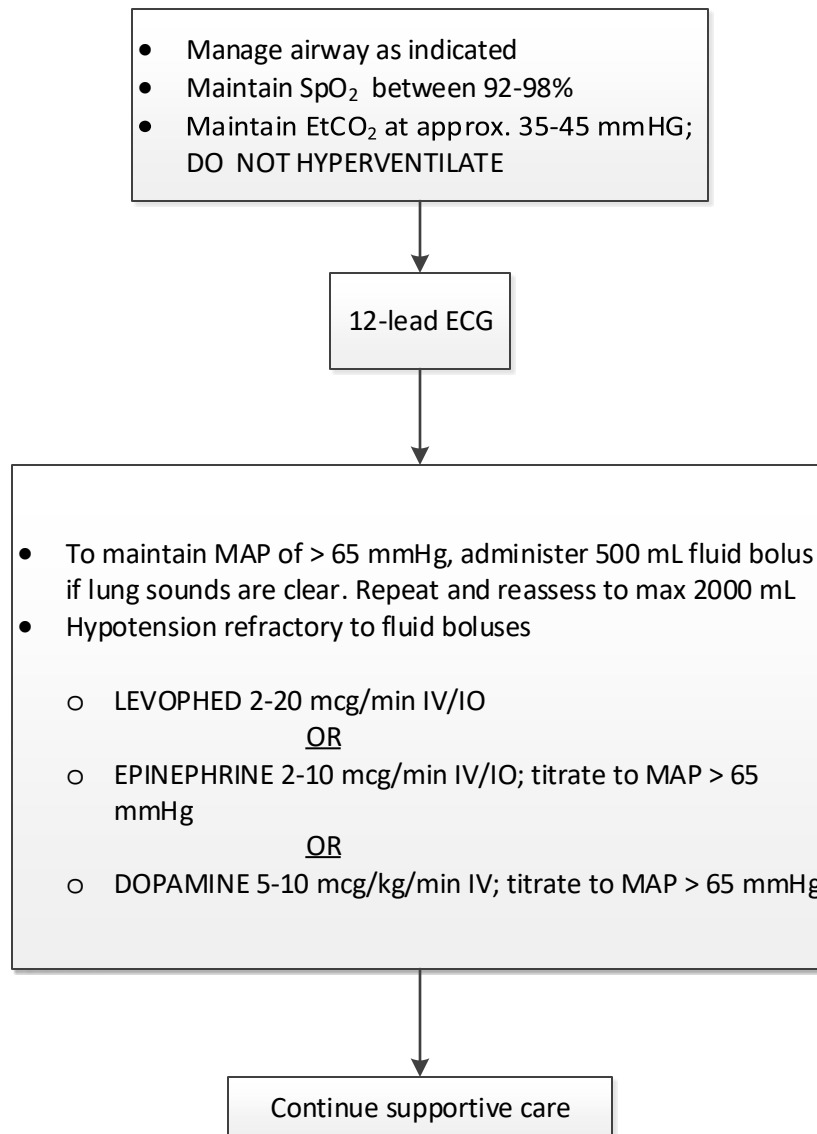 ● Manage airway as indicated
● Maintain SpO₂ between 92-98%
● Maintain EtCO₂ at approx. 35-45 mmHG;
DO NOT HYPERVENTILATE
12-lead ECG
● To maintain MAP of > 65 mmHg, administer 500 mL fluid bolus
if lung sounds are clear. Repeat and reassess to max 2000 mL
● Hypotension refractory to fluid boluses
o LEVOPHED 2-20 mcg/min IV/IO
OR
o EPINEPHRINE 2-10 mcg/min IV/IO; titrate to MAP > 65
mmHg
OR
o DOPAMINE 5-10 mcg/kg/min IV; titrate to MAP > 65 mmHg
Continue supportive care